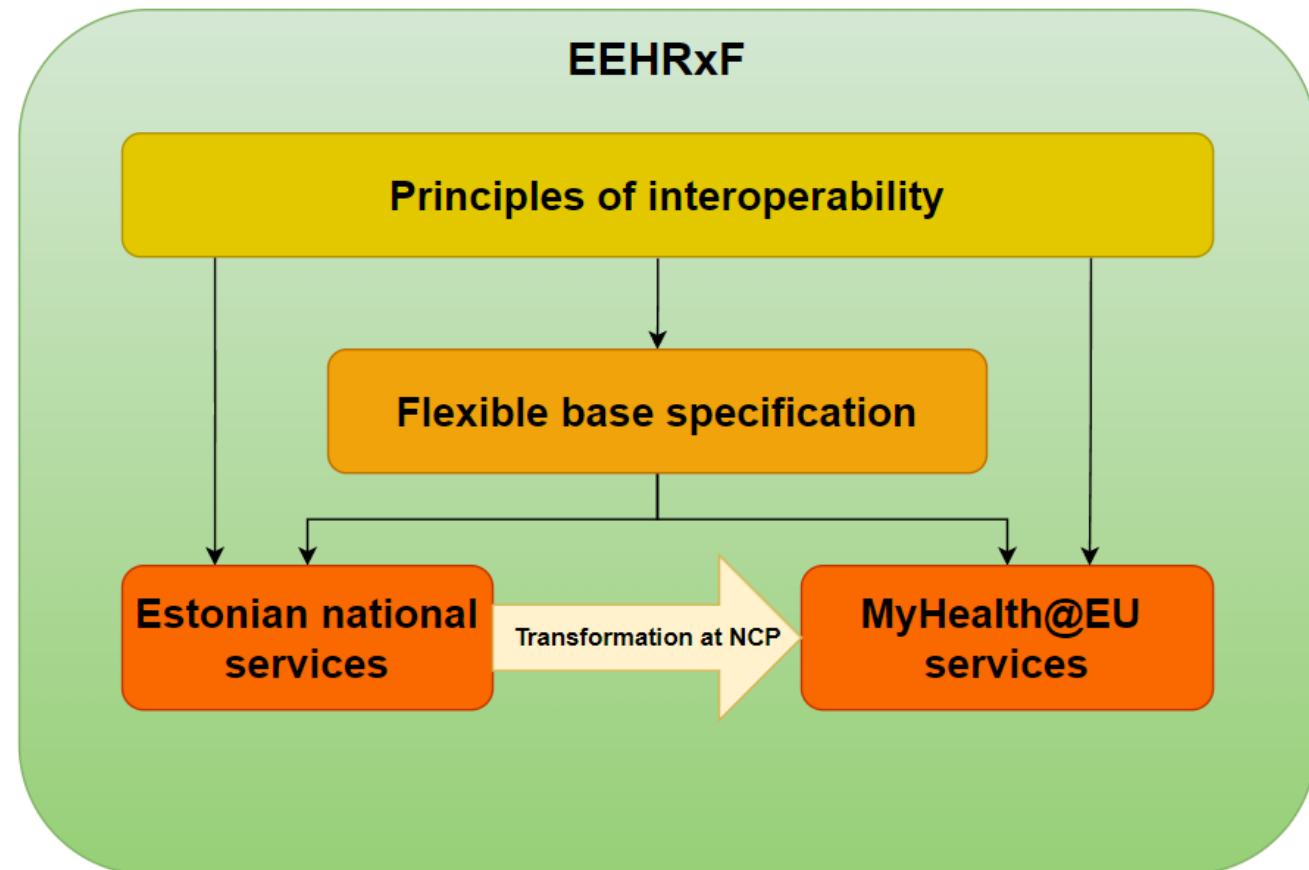 EEHRxF
Principles of interoperability
Flexible base specification
Estonian national
services
Transformation at NCP
MyHealth@EU
services